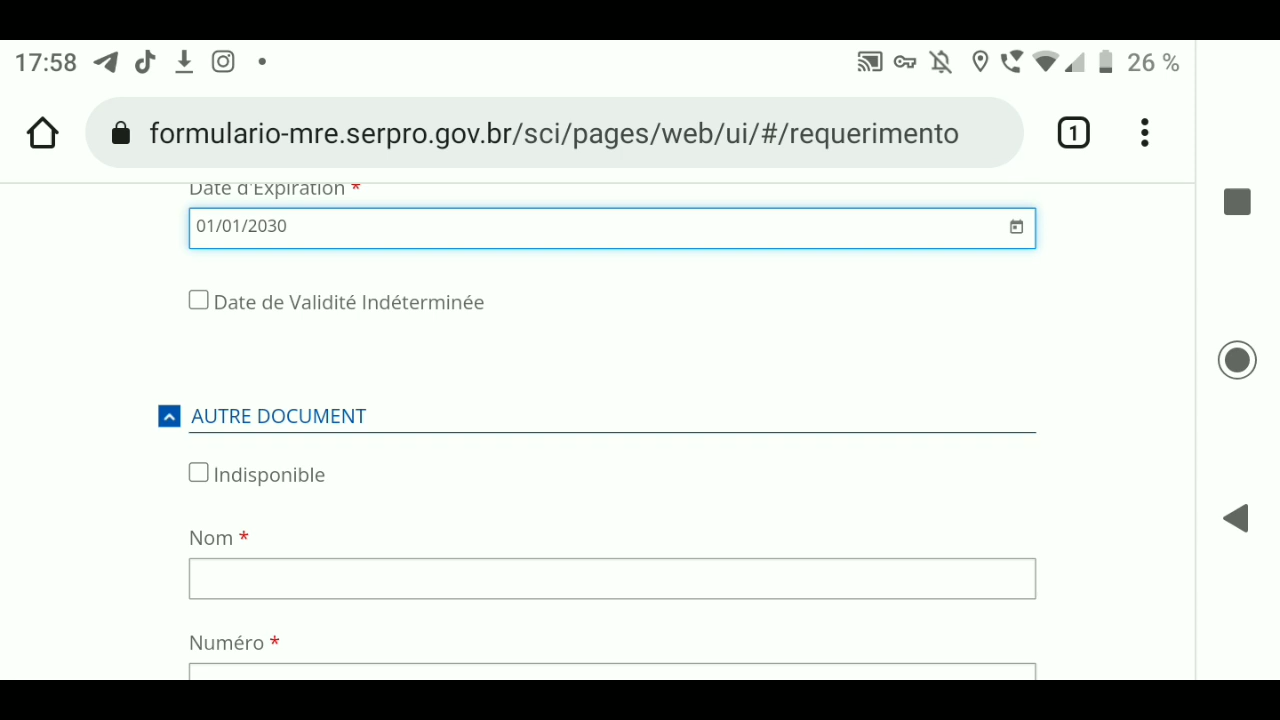 17:58
26 %
formulario-mre.serpro.gov.br/sci/pages/web/ui/#/requerimento
1
Date d'Expiration *
01/01/2030
Date de Validité Indéterminée
AUTRE DOCUMENT
Indisponible
Nom *
Numéro *